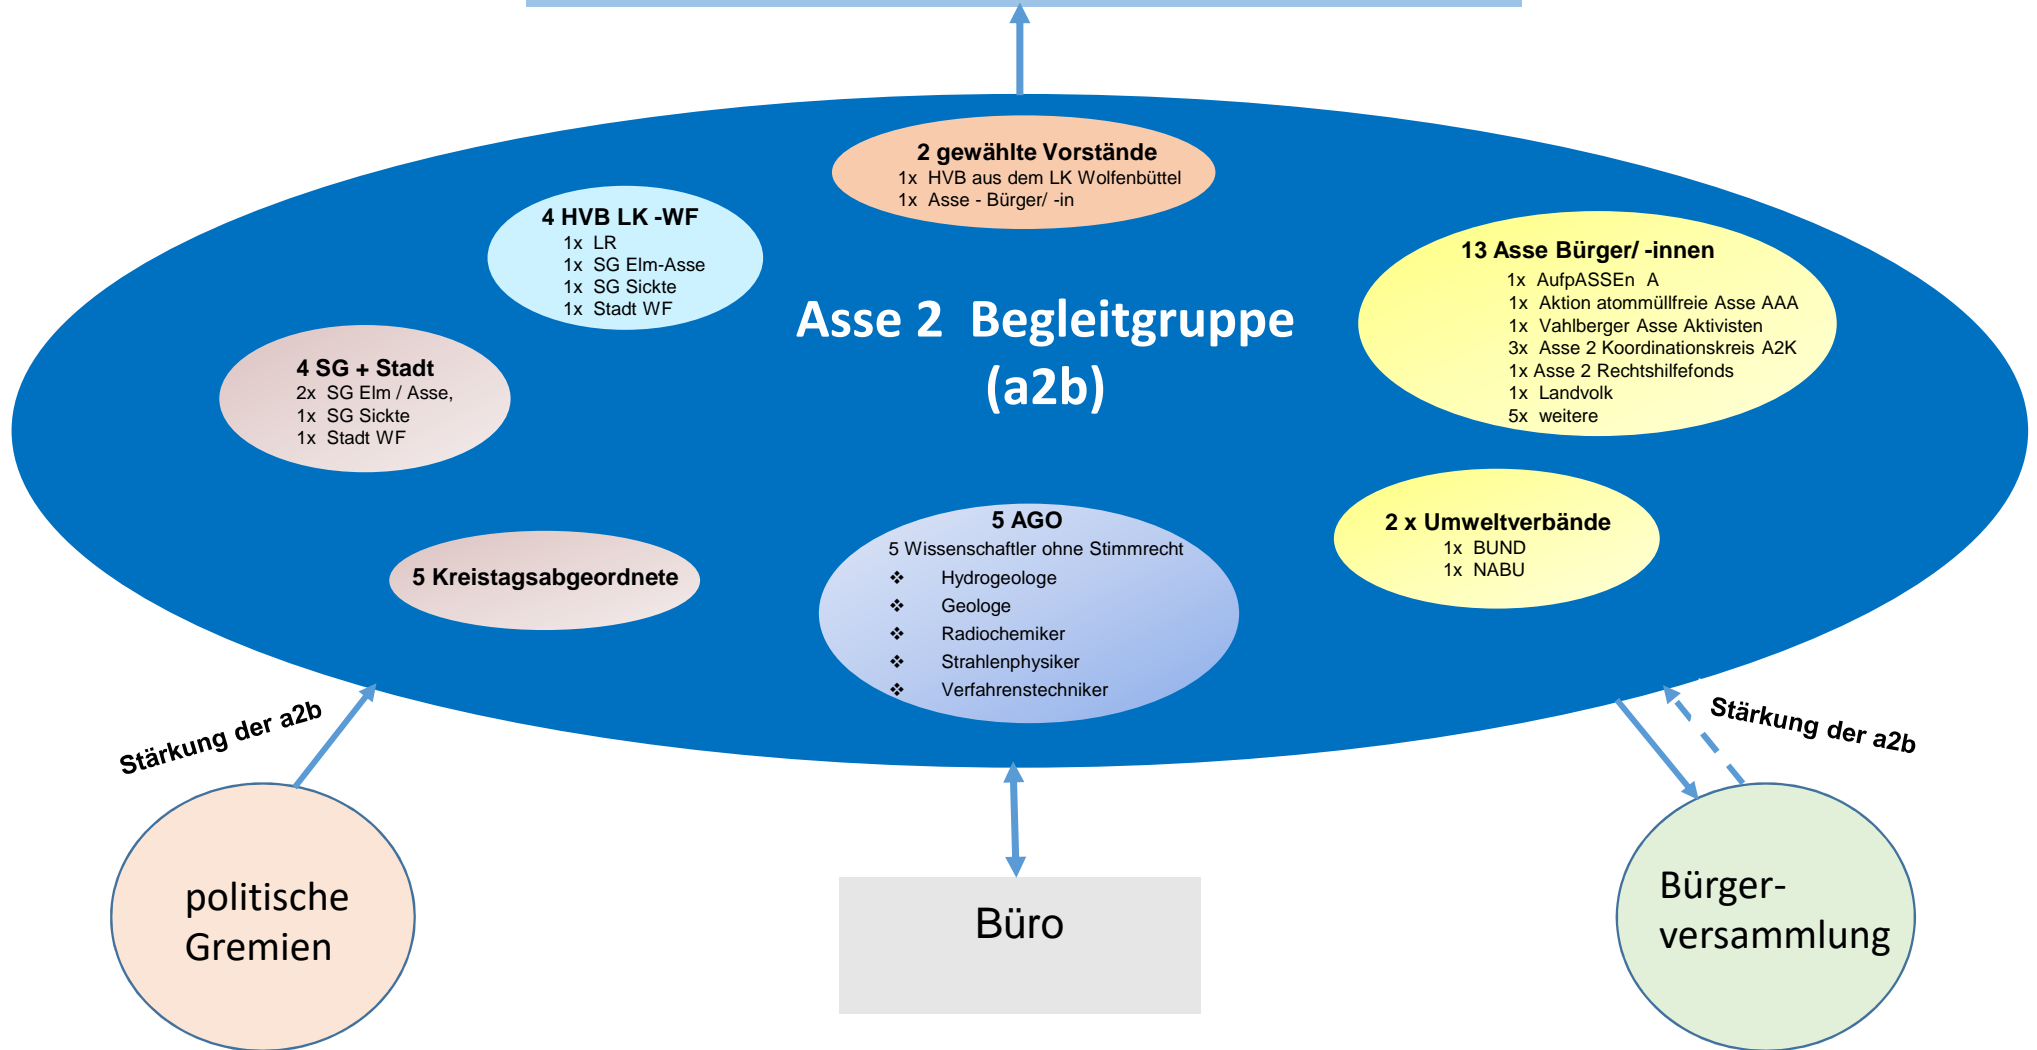 2 gewählte Vorstände
1x HVB aus dem LK Wolfenbüttel
1x Asse - Bürger/ -in
4 HVB LK -WF
1x LR
1x SG Elm-Asse
1x SG Sickte
1x Stadt WF
13 Asse Bürger/ -innen
1x AufpASSEn A
1x Aktion atommüllfreie Asse AAA
1x Vahlberger Asse Aktivisten
3x Asse 2 Koordinationskreis A2K
1x Asse 2 Rechtshilfefonds
1x Landvolk
5x weitere
Asse 2 Begleitgruppe
(a2b)
4 SG + Stadt
2x SG Elm / Asse,
1x SG Sickte
1x Stadt WF
5 Kreistagsabgeordnete
5 AGO
5 Wissenschaftler ohne Stimmrecht
❖ Hydrogeologe
❖ Geologe
❖ Radiochemiker
❖ Strahlenphysiker
❖ Verfahrenstechniker
2 x Umweltverbände
1x BUND
1x NABU
Stärkung der a2b
Stärkung der a2b
politische
Gremien
Büro
Bürger-
versammlung